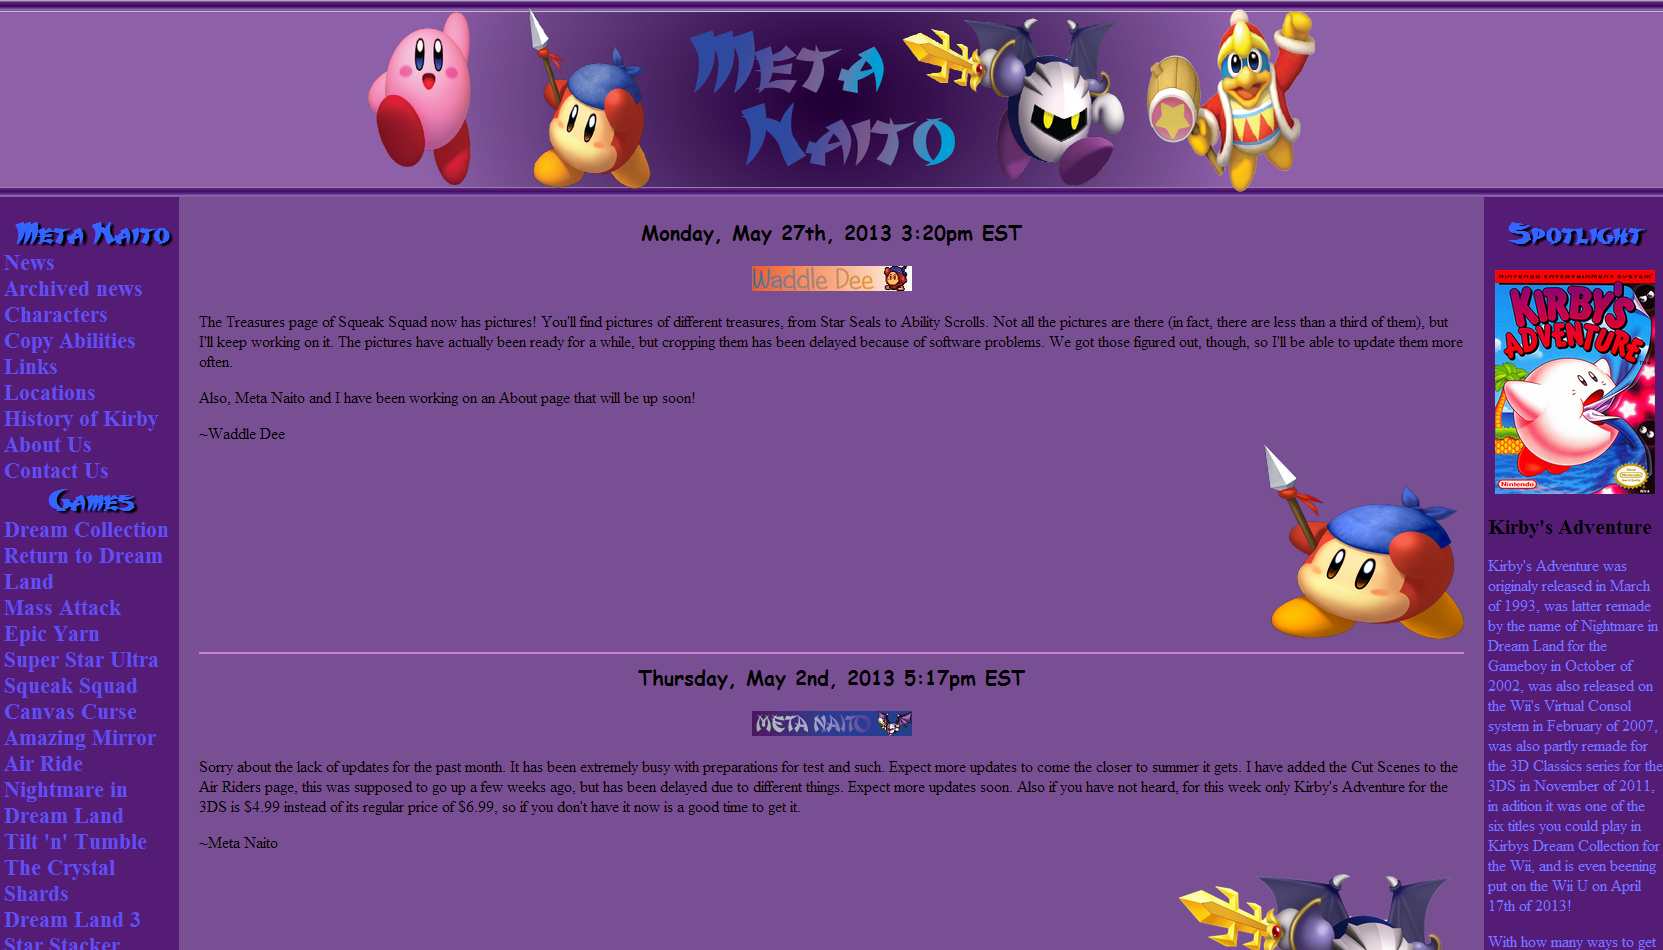 Meta
Naito
Meta Naito
News
Archived news
Characters
Copy Abilities
Links
Locations
History of Kirby
About Us
Contact Us
Games
Dream Collection
Return to Dream
Land
Mass Attack
Epic Yarn
Super Star Ultra
Squeak Squad
Canvas Curse
Amazing Mirror
Air Ride
Nightmare in
Dream Land
Tilt 'n' Tumble
The Crystal
Shards
Dream Land 3
Star Stacker
Monday, May 27th, 2013 3:20pm EST
Waddle Dee
The Treasures page of Squeak Squad now has pictures! You'll find pictures of different treasures, from Star Seals to Ability Scrolls. Not all the pictures are there (in fact, there are less than a third of them), but
I'll keep working on it. The pictures have actually been ready for a while, but cropping them has been delayed because of software problems. We got those figured out, though, so I'll be able to update them more
often.
Also, Meta Naito and I have been working on an About page that will be up soon!
~Waddle Dee
Thursday, May 2nd, 2013 5:17pm EST
META NAITO
Sorry about the lack of updates for the past month. It has been extremely busy with preparations for test and such. Expect more updates to come the closer to summer it gets. I have added the Cut Scenes to the
Air Riders page, this was supposed to go up a few weeks ago, but has been delayed due to different things. Expect more updates soon. Also if you have not heard, for this week only Kirby's Adventure for the
3DS is $4.99 instead of its regular price of $6.99, so if you don't have it now is a good time to get it.
~Meta Naito
Spotlight
NINTENDO ENTERTAINMENT SYSTEM
KIRBY'S
ADVENTURE
Nintendo
Kirby's Adventure
Kirby's Adventure was
originaly released in March
of 1993, was latter remade
by the name of Nightmare in
Dream Land for the
Gameboy in October of
2002, was also released on
the Wii's Virtual Consol
system in February of 2007,
was also partly remade for
the 3D Classics series for the
3DS in November of 2011,
in adition it was one of the
six titles you could play in
Kirbys Dream Collection for
the Wii, and is even beening
put on the Wii U on April
17th of 2013!
With how many ways to get